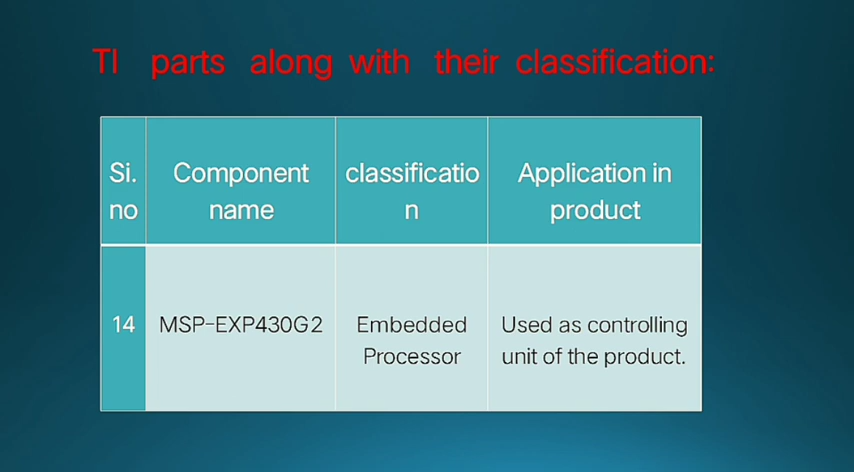 TI parts along with their classification:
Si.
no
Component
name
classificatio
n
Application in
product
14
MSP-EXP430G2
Embedded
Processor
Used as controlling
unit of the product.